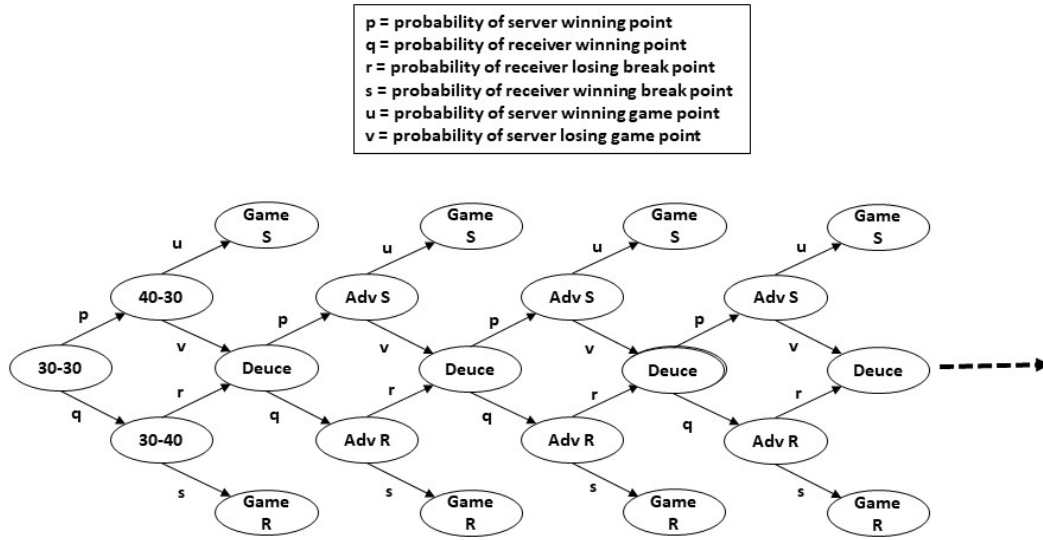 p = probability of server winning point
q = probability of receiver winning point
r = probability of receiver losing break point
s = probability of receiver winning break point
u = probability of server winning game point
v = probability of server losing game point
Game Game Game Game
S S S S
u u u u
40-30 Adv S Adv S Adv S
p p p p
v v v v
30-30 Deuce Deuce Deuce Deuce
r r r r
q q q q
30-40 Adv R Adv R Adv R
s s s s
Game Game Game Game
R R R R